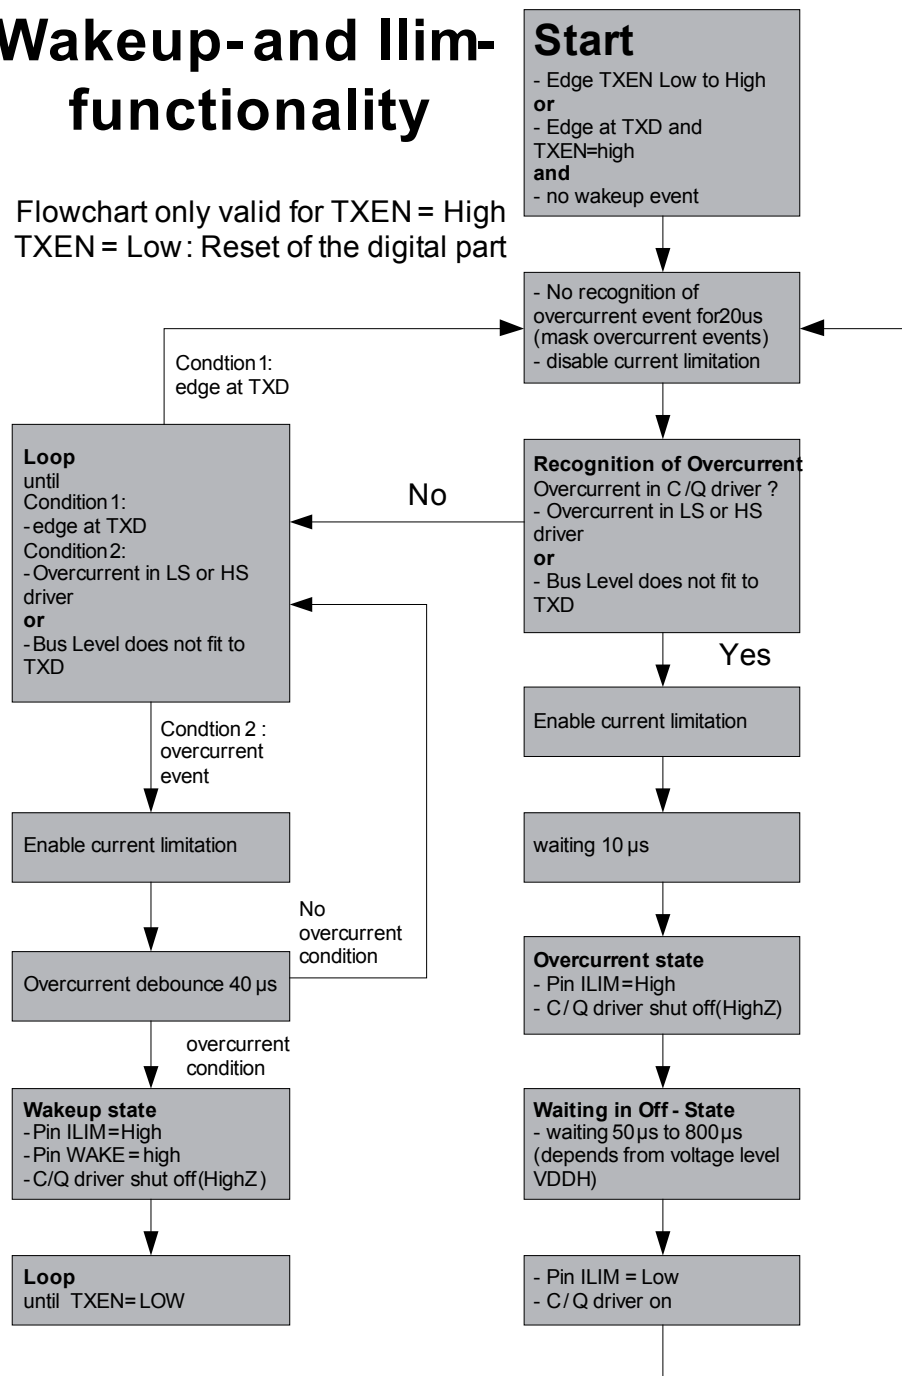 Wakeup- and Ilim-
functionality
Flowchart only valid for TXEN = High
TXEN = Low: Reset of the digital part
Start
- Edge TXEN Low to High
or
- Edge at TXD and
TXEN=high
and
- no wakeup event
- No recognition of
overcurrent event for20us
(mask overcurrent events)
- disable current limitation
Condtion 1:
edge at TXD
Loop
until
Condition 1:
- edge at TXD
Condition 2:
- Overcurrent in LS or HS
driver
or
- Bus Level does not fit to
TXD
No
Recognition of Overcurrent
Overcurrent in C/Q driver ?
- Overcurrent in LS or HS
driver
or
- Bus Level does not fit to
TXD
Yes
Condtion 2 :
overcurrent
event
Enable current limitation
Enable current limitation
waiting 10 µs
No
overcurrent
condition
Overcurrent debounce 40 µs
Overcurrent state
- Pin ILIM=High
- C/Q driver shut off(HighZ)
overcurrent
condition
Wakeup state
- Pin ILIM=High
- Pin WAKE = high
- C/Q driver shut off(HighZ)
Waiting in Off - State
- waiting 50µs to 800µs
(depends from voltage level
VDDH)
Loop
until TXEN=LOW
- Pin ILIM = Low
- C/Q driver on